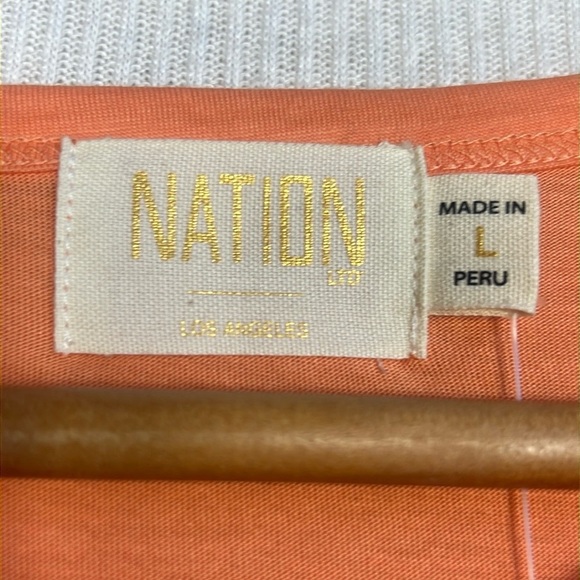 NATION
LTD
LOS ANGELES
MADE IN
L
PERU